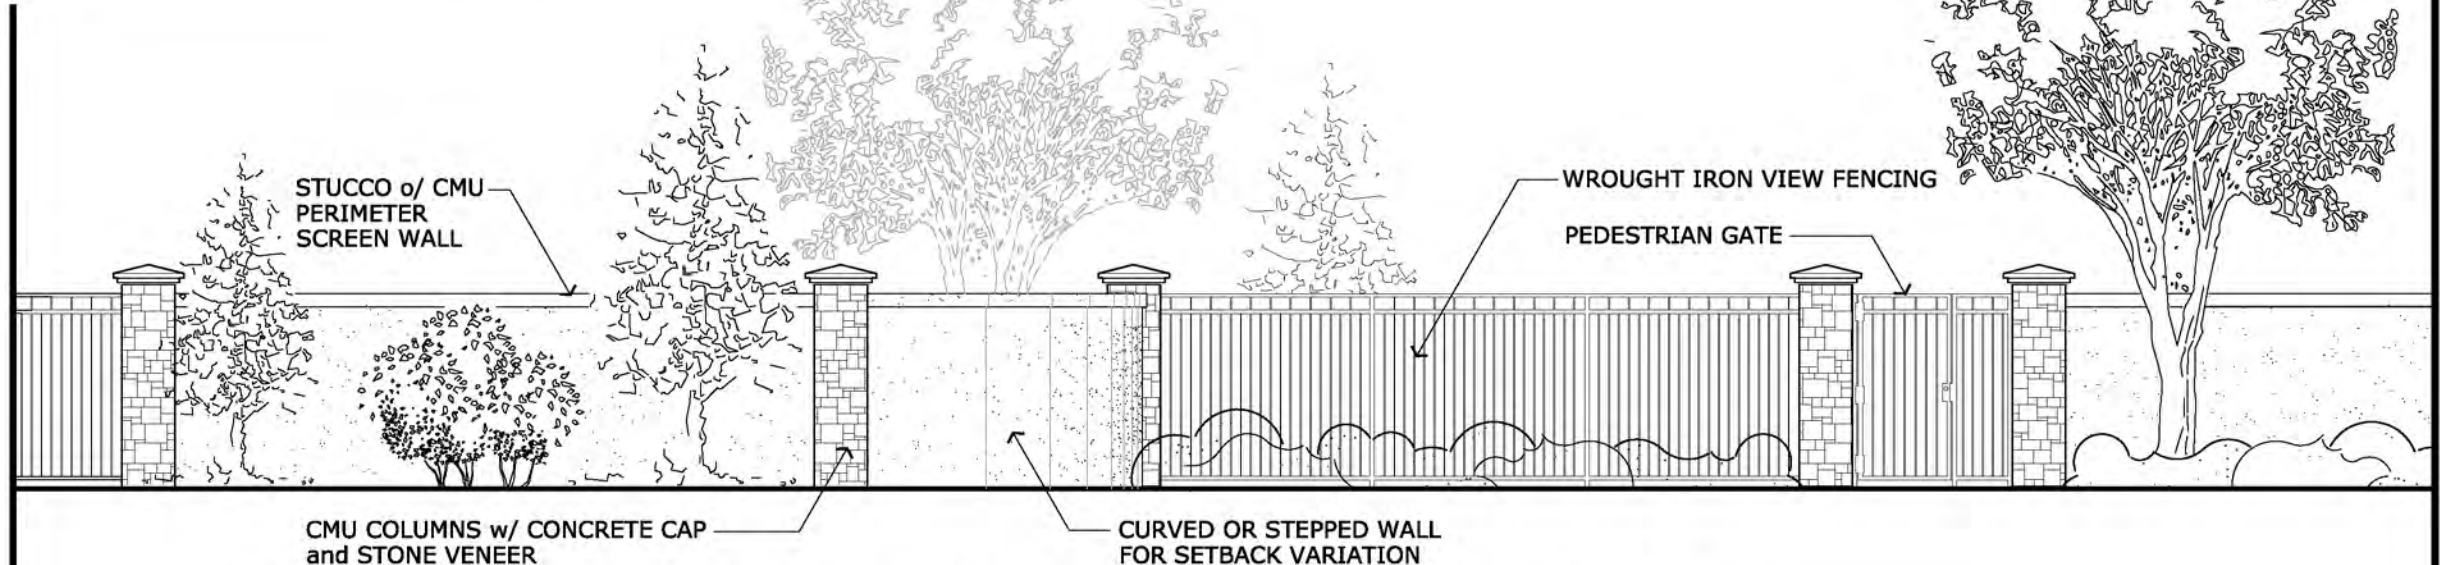 STUCCO o/ CMU
PERIMETER
SCREEN WALL
WROUGHT IRON VIEW FENCING
PEDESTRIAN GATE
CMU COLUMNS w/ CONCRETE CAP
and STONE VENEER
CURVED OR STEPPED WALL
FOR SETBACK VARIATION